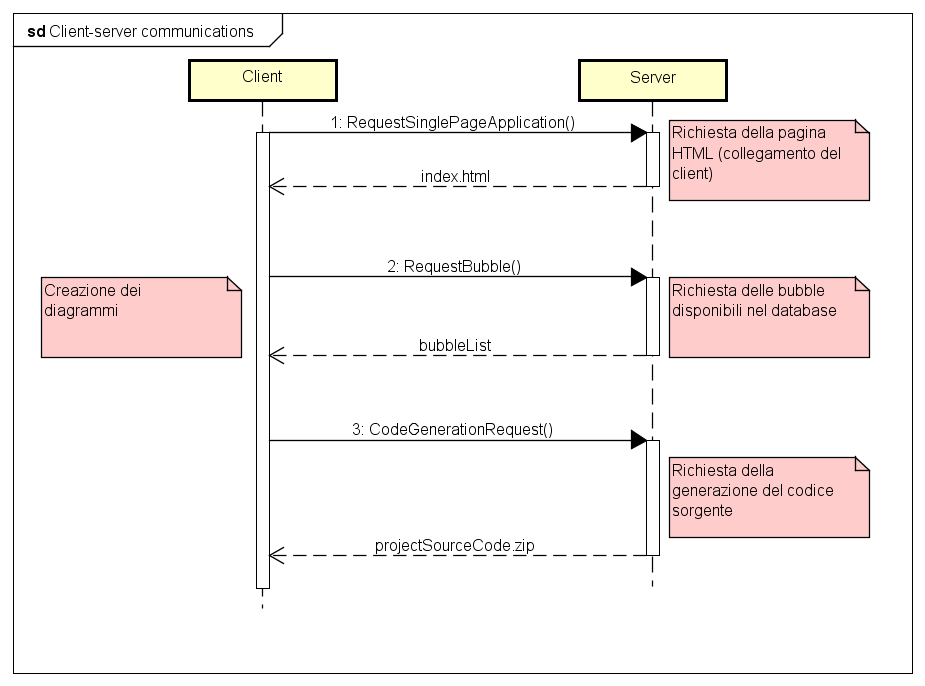 sd Client-server communications
Client
Server
1: RequestSinglePageApplication()
Richiesta della pagina
HTML (collegamento del
client)
index.html
2: RequestBubble()
Creazione dei
diagrammi
Richiesta delle bubble
disponibili nel database
bubbleList
3: CodeGenerationRequest()
Richiesta della
generazione del codice
sorgente
projectSourceCode.zip